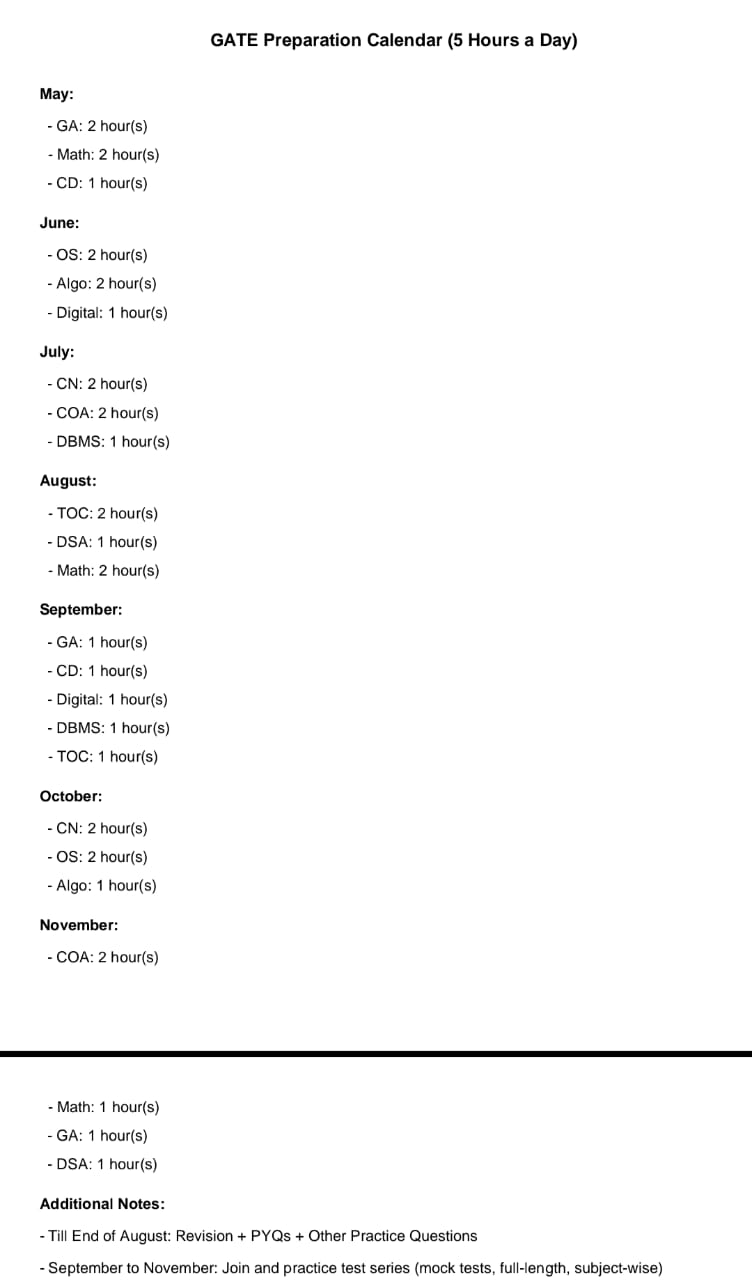 GATE Preparation Calendar (5 Hours a Day)
May:
- GA: 2 hour(s)
- Math: 2 hour(s)
- CD: 1 hour(s)
June:
- OS: 2 hour(s)
- Algo: 2 hour(s)
- Digital: 1 hour(s)
July:
- CN: 2 hour(s)
- COA: 2 hour(s)
- DBMS: 1 hour(s)
August:
- TOC: 2 hour(s)
- DSA: 1 hour(s)
- Math: 2 hour(s)
September:
- GA: 1 hour(s)
- CD: 1 hour(s)
- Digital: 1 hour(s)
- DBMS: 1 hour(s)
- TOC: 1 hour(s)
October:
- CN: 2 hour(s)
- OS: 2 hour(s)
- Algo: 1 hour(s)
November:
- COA: 2 hour(s)
- Math: 1 hour(s)
- GA: 1 hour(s)
- DSA: 1 hour(s)
Additional Notes:
- Till End of August: Revision + PYQs + Other Practice Questions
- September to November: Join and practice test series (mock tests, full-length, subject-wise)